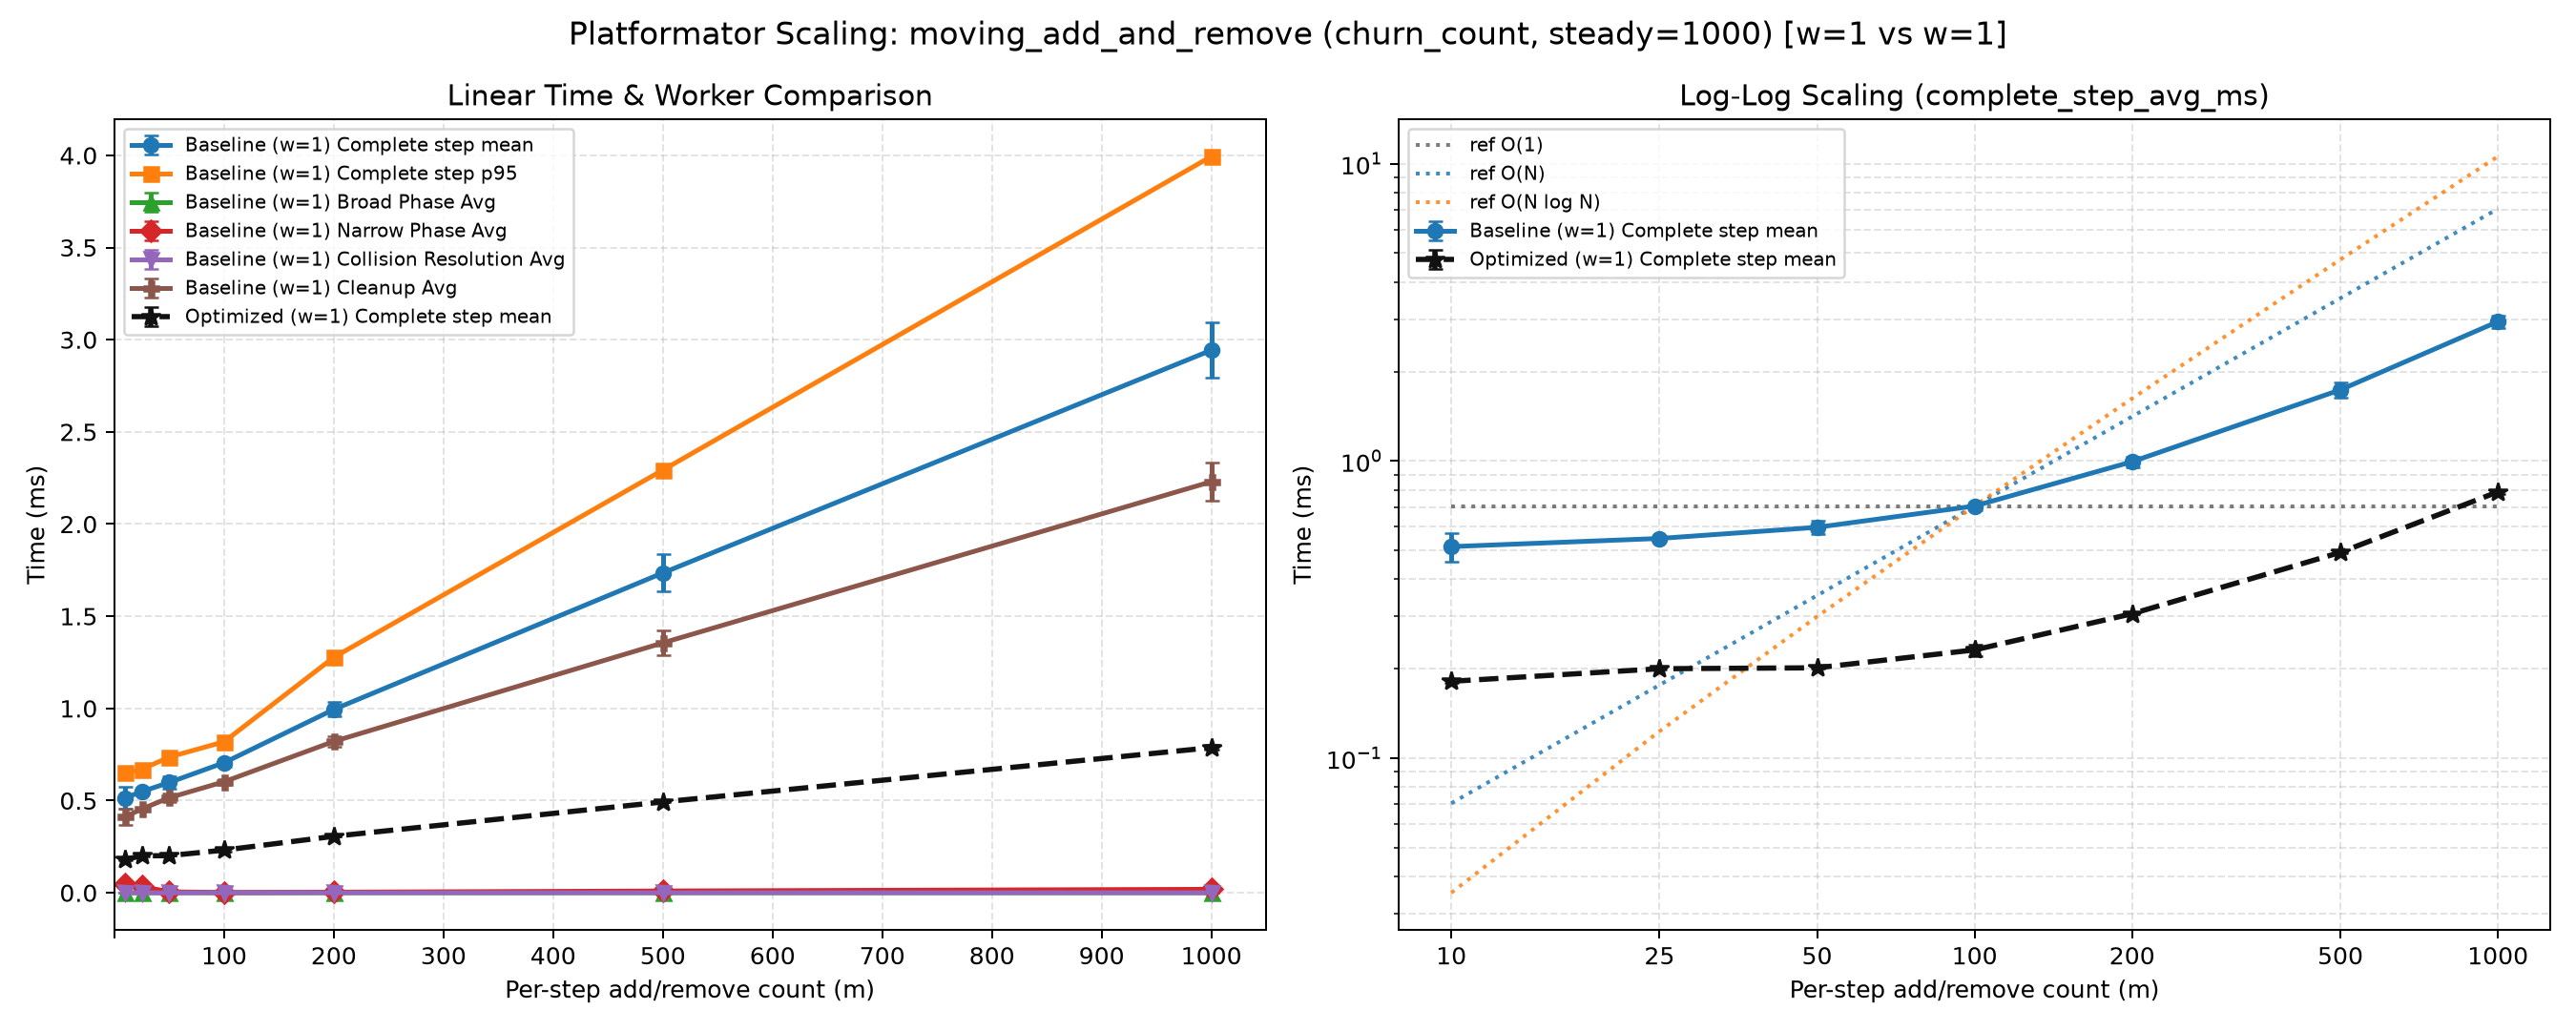 Platformator Scaling: moving_add_and_remove (churn_count, steady=1000) [w=1 vs w=1]
Linear Time & Worker Comparison
Baseline (w=1) Complete step mean
Baseline (w=1) Complete step p95
Baseline (w=1) Broad Phase Avg
Baseline (w=1) Narrow Phase Avg
Baseline (w=1) Collision Resolution Avg
Baseline (w=1) Cleanup Avg
Optimized (w=1) Complete step mean
Time (ms)
4.0
3.5
3.0
2.5
2.0
1.5
1.0
0.5
0.0
100 200 300 400 500 600 700 800 900 1000
Per-step add/remove count (m)
Log-Log Scaling (complete_step_avg_ms)
ref O(1)
ref O(N)
ref O(N log N)
Baseline (w=1) Complete step mean
Optimized (w=1) Complete step mean
Time (ms)
10¹
10⁰
10⁻¹
10 25 50 100 200 500 1000
Per-step add/remove count (m)